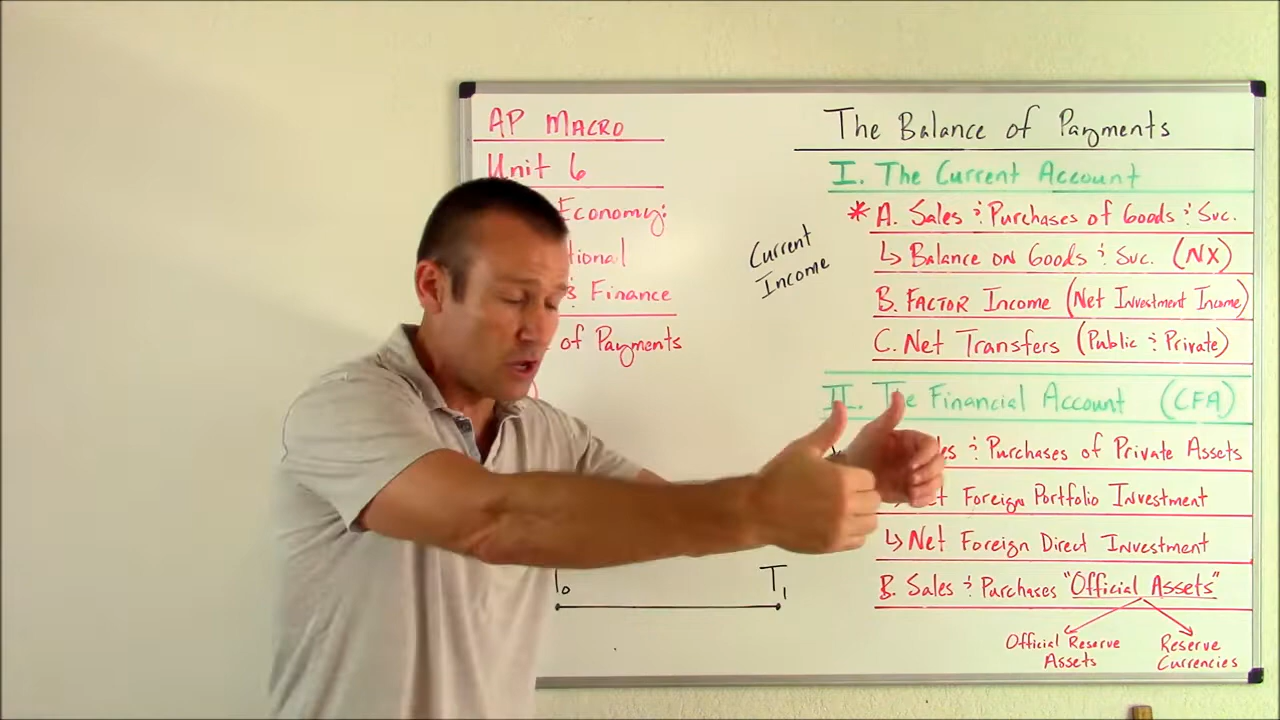 AP MACRO
Unit 6
Economy:
Finance
of Payments
Current
Income
The Balance of Payments
I. The Current Account
* A. Sales & Purchases of Goods & Svc.
↳ Balance on Goods & Svc. (NX)
B. FACTOR Income (Net Investment Income)
C. Net Transfers (Public & Private)
II. The Financial Account (CFA)
& Purchases of Private Assets
Foreign Portfolio Investment
↳ Net Foreign Direct Investment
B. Sales & Purchases "Official Assets"
Official Reserve
Assets
Reserve
Currencies
T₁